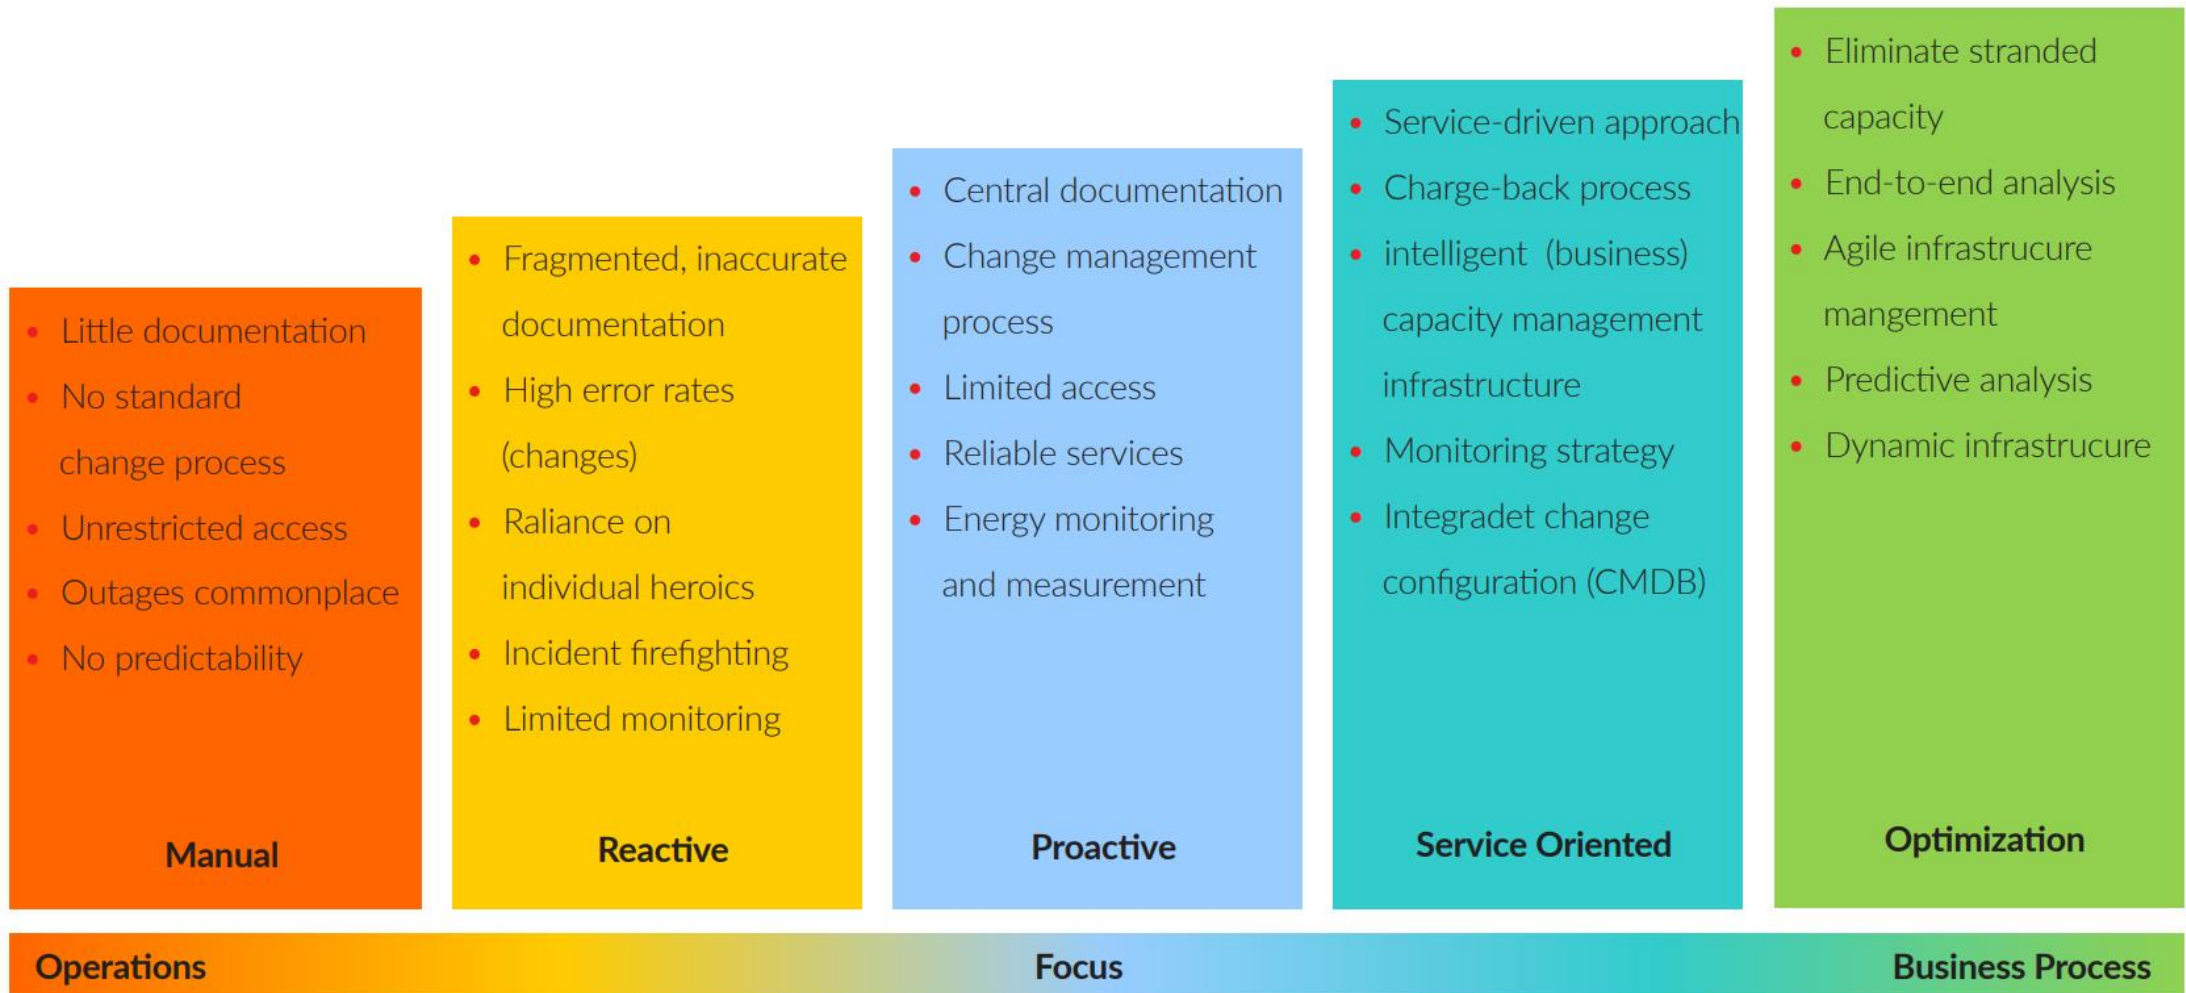 • Little documentation
• No standard
change process
• Unrestricted access
• Outages commonplace
• No predictability
Manual
• Fragmented, inaccurate
documentation
• High error rates
(changes)
• Raliance on
individual heroics
• Incident firefighting
• Limited monitoring
Reactive
• Central documentation
• Change management
process
• Limited access
• Reliable services
• Energy monitoring
and measurement
Proactive
• Service-driven approach
• Charge-back process
• intelligent (business)
capacity management
infrastructure
• Monitoring strategy
• Integradet change
configuration (CMDB)
Service Oriented
• Eliminate stranded
capacity
• End-to-end analysis
• Agile infrastrucure
mangement
• Predictive analysis
• Dynamic infrastrucure
Optimization
Operations
Focus
Business Process